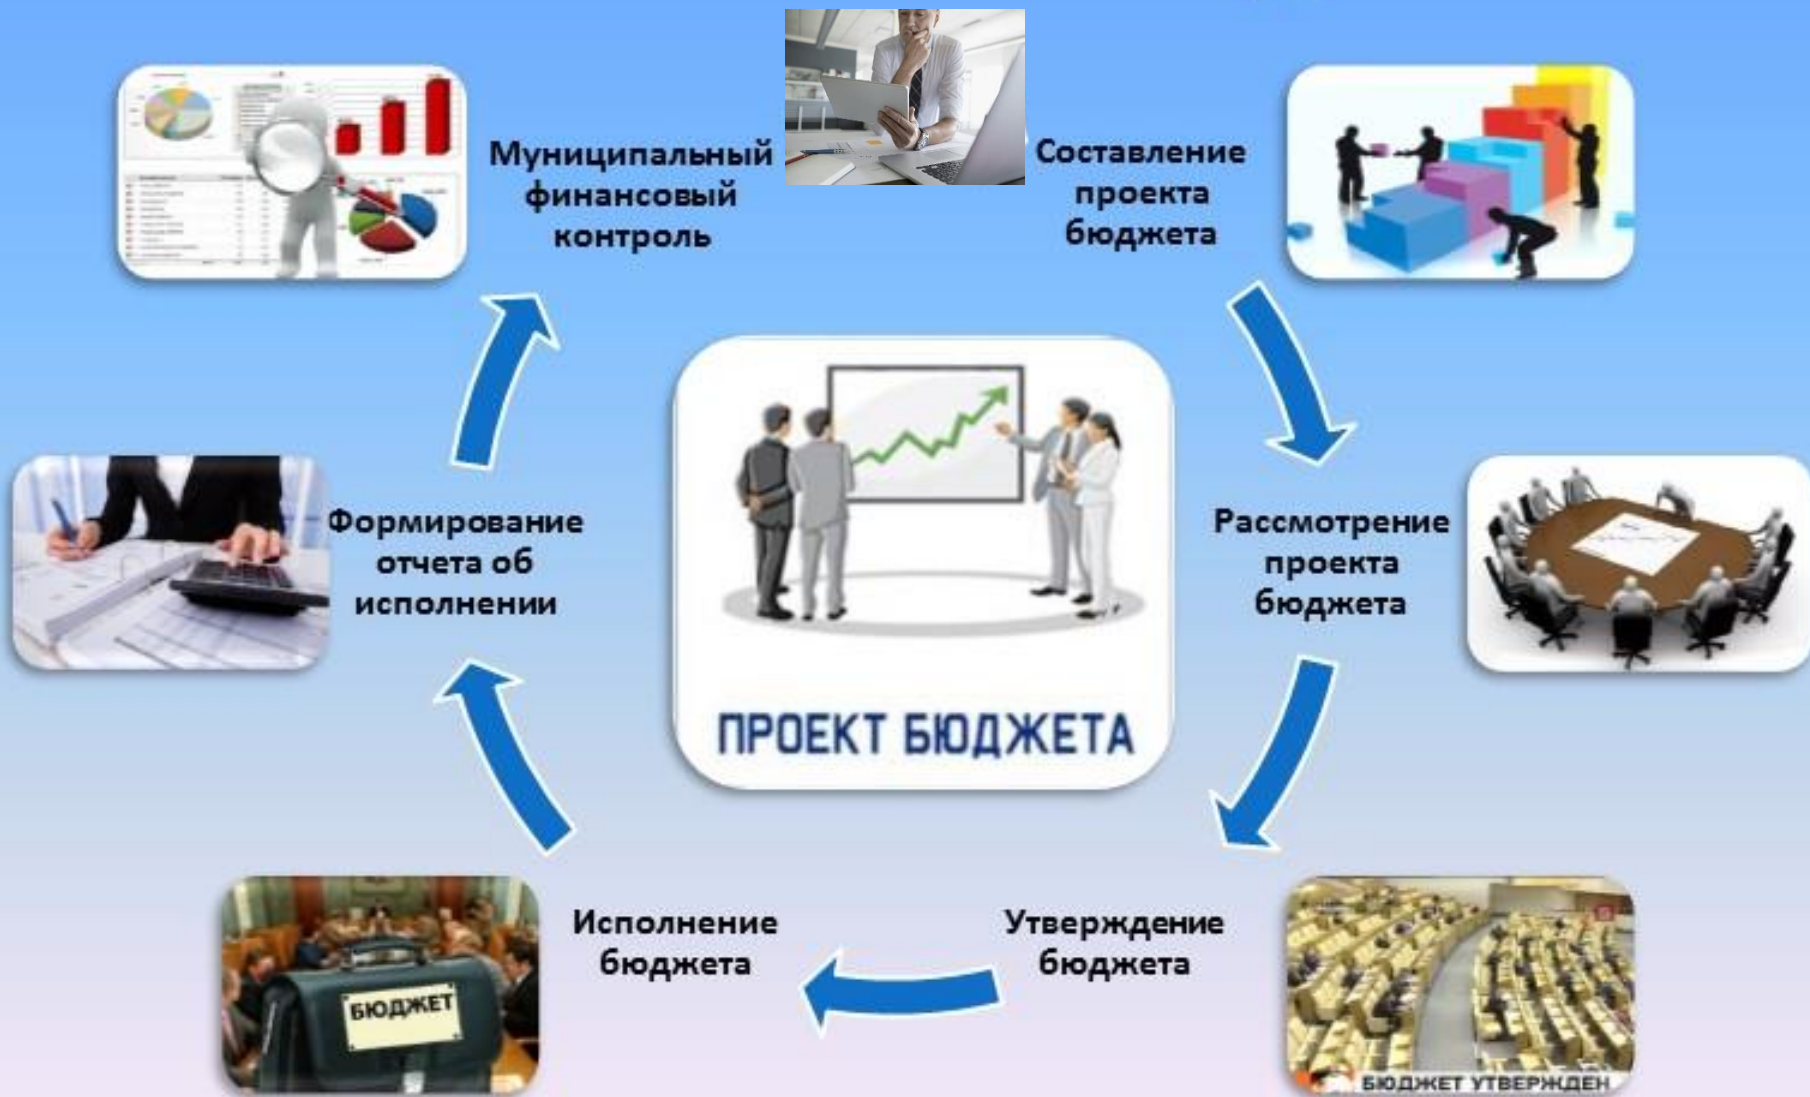 Муниципальный
финансовый
контроль
Составление
проекта
бюджета
Формирование
отчета об
исполнении
Рассмотрение
проекта
бюджета
ПРОЕКТ БЮДЖЕТА
Исполнение
бюджета
Утверждение
бюджета
БЮДЖЕТ
БЮДЖЕТ УТВЕРЖДЕН